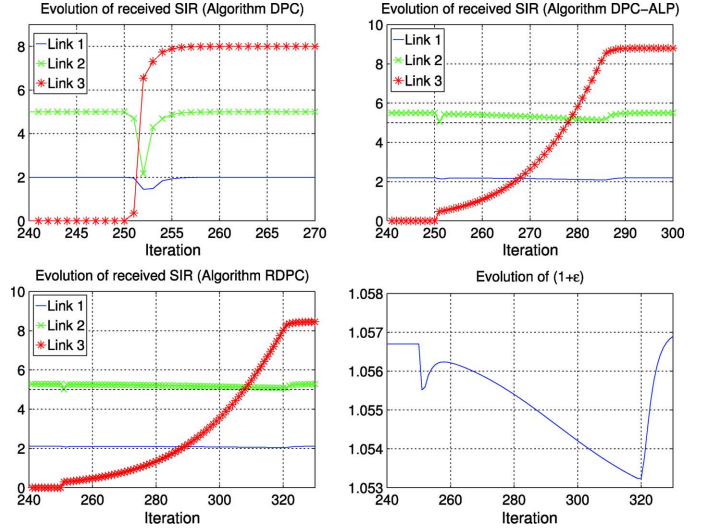 Evolution of received SIR (Algorithm DPC)
8
6
4
2
0
Link 1
Link 2
Link 3
240 245 250 255 260 265 270
Iteration
Evolution of received SIR (Algorithm DPC−ALP)
10
8
6
4
2
0
Link 1
Link 2
Link 3
240 250 260 270 280 290 300
Iteration
Evolution of received SIR (Algorithm RDPC)
10
8
6
4
2
0
Link 1
Link 2
Link 3
240 260 280 300 320
Iteration
Evolution of (1+ε)
1.058
1.057
1.056
1.055
1.054
1.053
240 260 280 300 320
Iteration